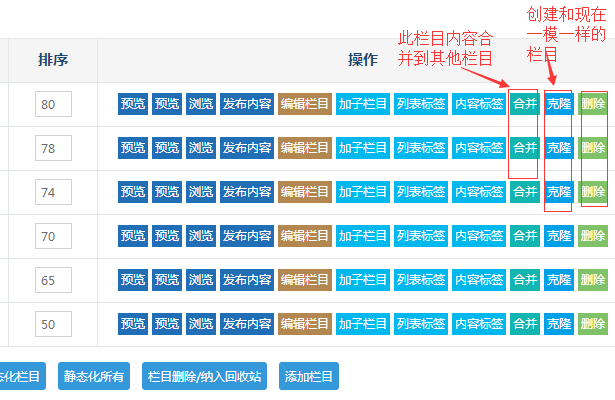 创建和现在
一模一样的
栏目
此栏目内容合
并到其他栏目
排序 操作
80 预览 预览 浏览 发布内容 编辑栏目 加子栏目 列表标签 内容标签 合并 克隆 删除
78 预览 预览 浏览 发布内容 编辑栏目 加子栏目 列表标签 内容标签 合并 克隆 删除
74 预览 预览 浏览 发布内容 编辑栏目 加子栏目 列表标签 内容标签 合并 克隆 删除
70 预览 预览 浏览 发布内容 编辑栏目 加子栏目 列表标签 内容标签 合并 克隆 删除
65 预览 预览 浏览 发布内容 编辑栏目 加子栏目 列表标签 内容标签 合并 克隆 删除
50 预览 预览 浏览 发布内容 编辑栏目 加子栏目 列表标签 内容标签 合并 克隆 删除
态化栏目 静态化所有 栏目删除/纳入回收站 添加栏目